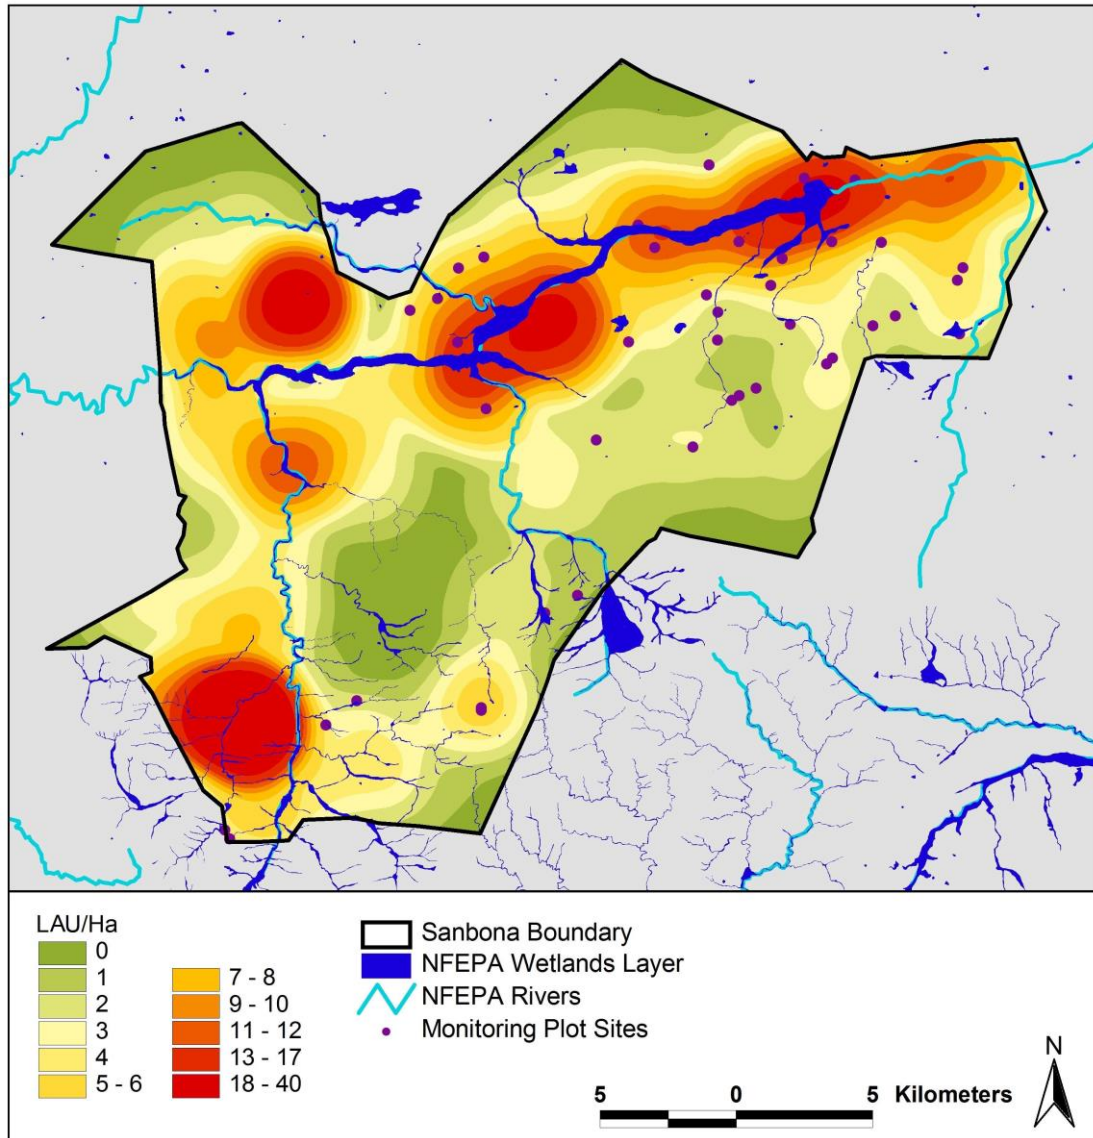 LAU/Ha
0
1
2
3
4
5 - 6
7 - 8
9 - 10
11 - 12
13 - 17
18 - 40
Sanbona Boundary
NFEPA Wetlands Layer
NFEPA Rivers
Monitoring Plot Sites
5 0 5 Kilometers
N